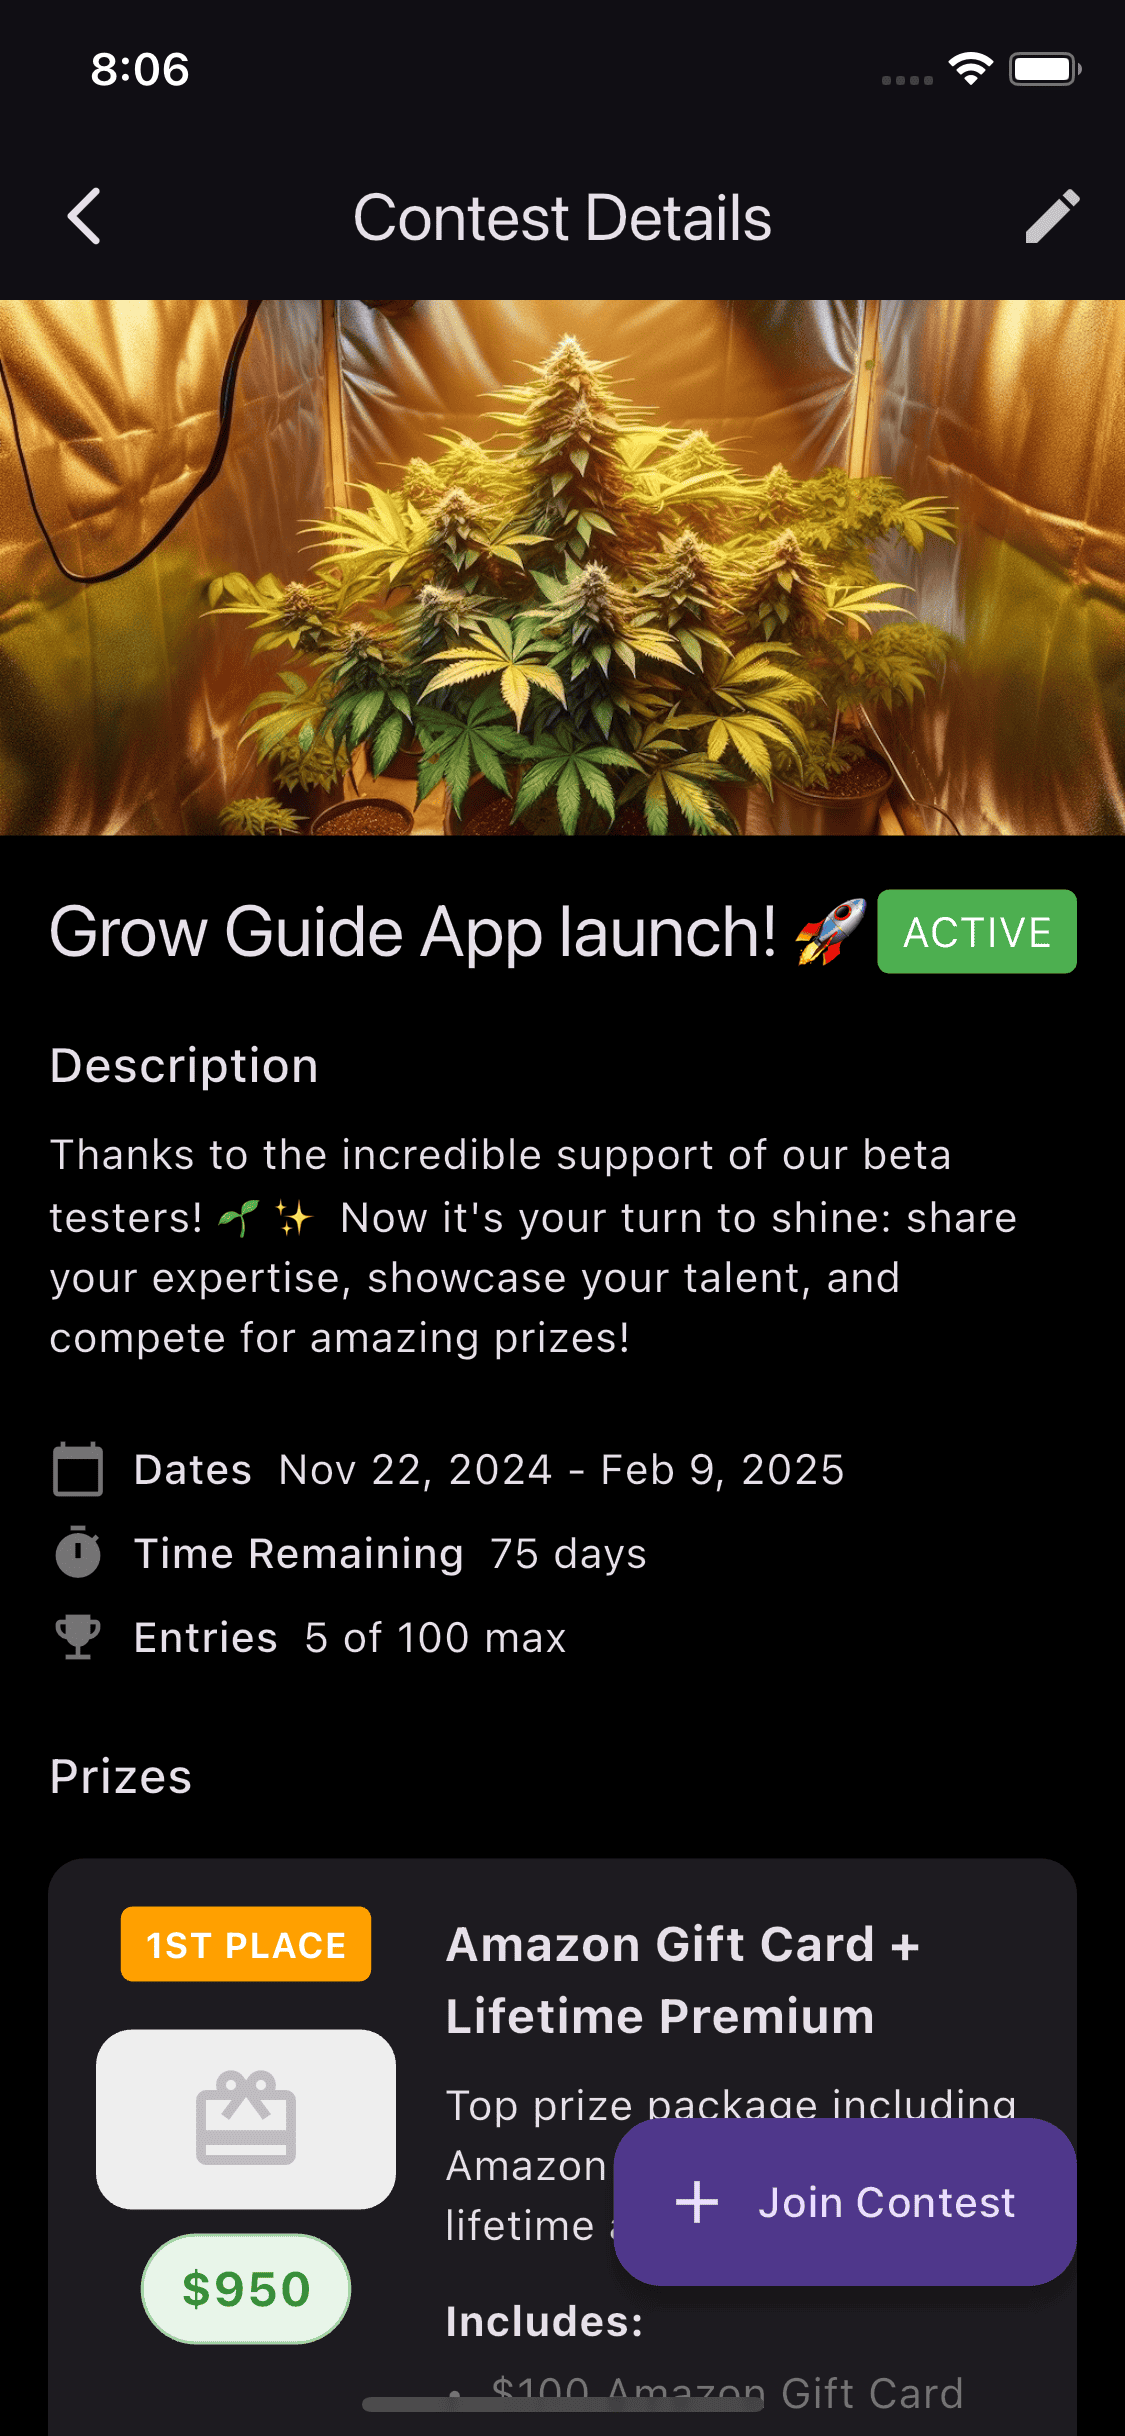 8:06
Contest Details
Grow Guide App launch! 🚀
ACTIVE
Description
Thanks to the incredible support of our beta
testers! 🌱✨ Now it's your turn to shine: share
your expertise, showcase your talent, and
compete for amazing prizes!
Dates Nov 22, 2024 - Feb 9, 2025
Time Remaining 75 days
Entries 5 of 100 max
Prizes
1ST PLACE
Amazon Gift Card +
Lifetime Premium
Top prize package including
Amazon
lifetime
+ Join Contest
$950
Includes:
• $100 Amazon Gift Card